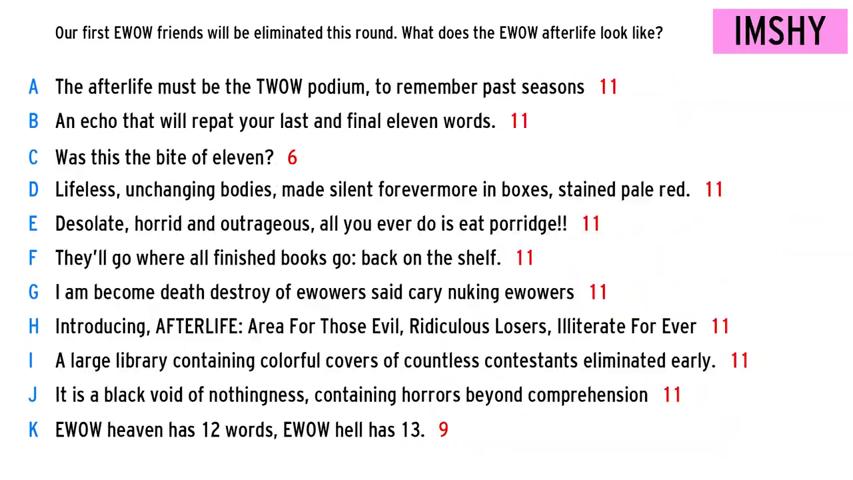 Our first EWOW friends will be eliminated this round. What does the EWOW afterlife look like?
IMSHY
A The afterlife must be the TWOW podium, to remember past seasons 11
B An echo that will repat your last and final eleven words. 11
C Was this the bite of eleven? 6
D Lifeless, unchanging bodies, made silent forevermore in boxes, stained pale red. 11
E Desolate, horrid and outrageous, all you ever do is eat porridge!! 11
F They'll go where all finished books go: back on the shelf. 11
G I am become death destroy of ewowers said cary nuking ewowers 11
H Introducing, AFTERLIFE: Area For Those Evil, Ridiculous Losers, Illiterate For Ever 11
I A large library containing colorful covers of countless contestants eliminated early. 11
J It is a black void of nothingness, containing horrors beyond comprehension 11
K EWOW heaven has 12 words, EWOW hell has 13. 9